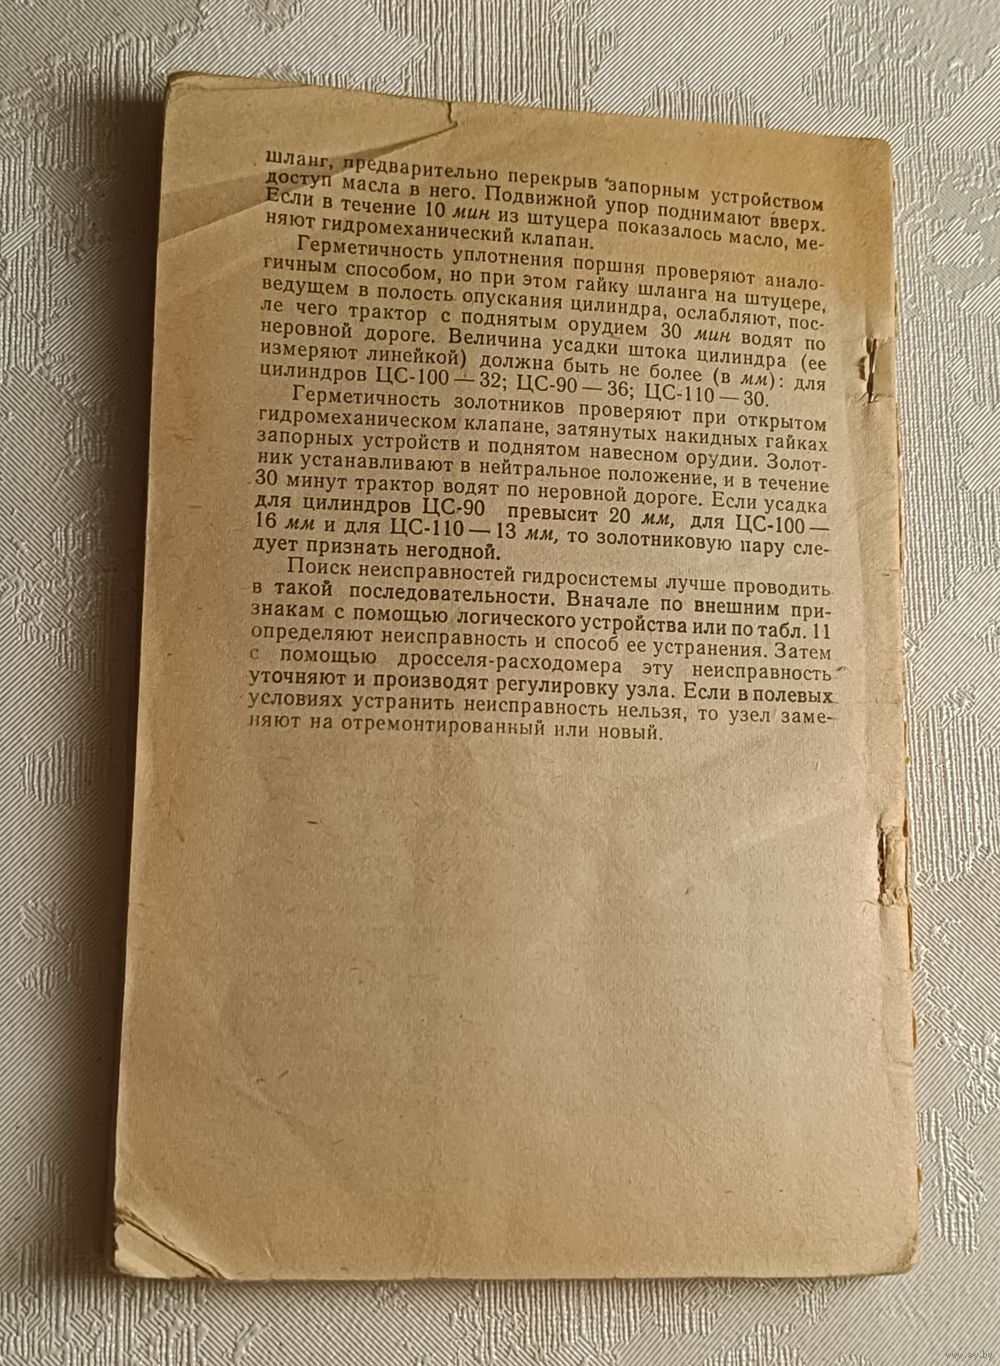 шланг, предварительно перекрыв запорным устройством
доступ масла в него. Подвижной упор поднимают вверх.
Если в течение 10 мин из штуцера показалось масло, ме-
няют гидромеханический клапан.
Герметичность уплотнения поршня проверяют анало-
гичным способом, но при этом гайку шланга на штуцере,
ведущем в полость опускания цилиндра, ослабляют, пос-
ле чего трактор с поднятым орудием 30 мин водят по
неровной дороге. Величина усадки штока цилиндра (ее
измеряют линейкой) должна быть не более (в мм): для
цилиндров ЦС-100 — 32; ЦС-90 — 36; ЦС-110 — 30.
Герметичность золотников проверяют при открытом
гидромеханическом клапане, затянутых накидных гайках
запорных устройств и поднятом навесном орудии. Золот-
ник устанавливают в нейтральное положение, и в течение
30 минут трактор водят по неровной дороге. Если усадка
для цилиндров ЦС-90 превысит 20 мм, для ЦС-100 —
16 мм и для ЦС-110 — 13 мм, то золотниковую пару сле-
дует признать негодной.
Поиск неисправностей гидросистемы лучше проводить
в такой последовательности. Вначале по внешним при-
знакам с помощью логического устройства или по табл. 11
определяют неисправность и способ ее устранения. Затем
с помощью дросселя-расходомера эту неисправность
уточняют и производят регулировку узла. Если в полевых
условиях устранить неисправность нельзя, то узел заме-
няют на отремонтированный или новый.
www.ay.by